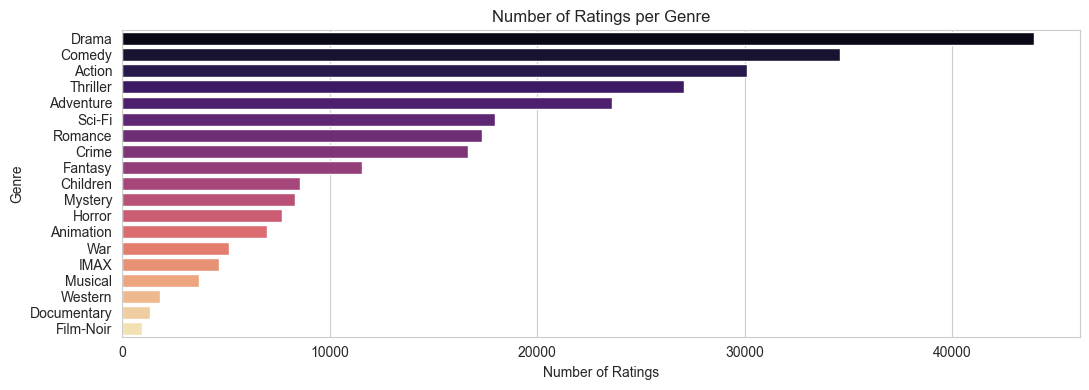 Number of Ratings per Genre
Genre
Drama
Comedy
Action
Thriller
Adventure
Sci-Fi
Romance
Crime
Fantasy
Children
Mystery
Horror
Animation
War
IMAX
Musical
Western
Documentary
Film-Noir
0 10000 20000 30000 40000
Number of Ratings